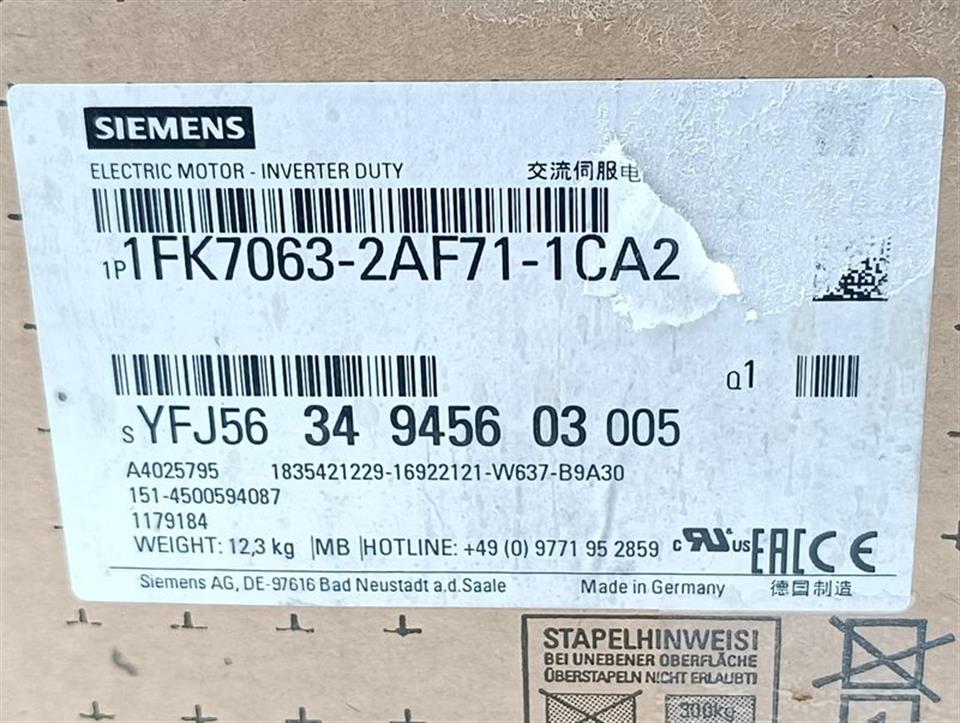 SIEMENS
ELECTRIC MOTOR - INVERTER DUTY 交流伺服电
1P 1FK7063-2AF71-1CA2
Q 1
S YFJ56 34 9456 03 005
A4025795 1835421229-16922121-W637-B9A30
151-4500594087
1179184
WEIGHT: 12,3 kg |MB |HOTLINE: +49 (0) 9771 95 2859 c RU US EAC CE
Siemens AG, DE-97616 Bad Neustadt a.d.Saale Made in Germany 德国制造
STAPELHINWEIS!
BEI UNEBENER OBERFLÄCHE
ÜBERSTAPELN NICHT ERLAUBT!
300kg